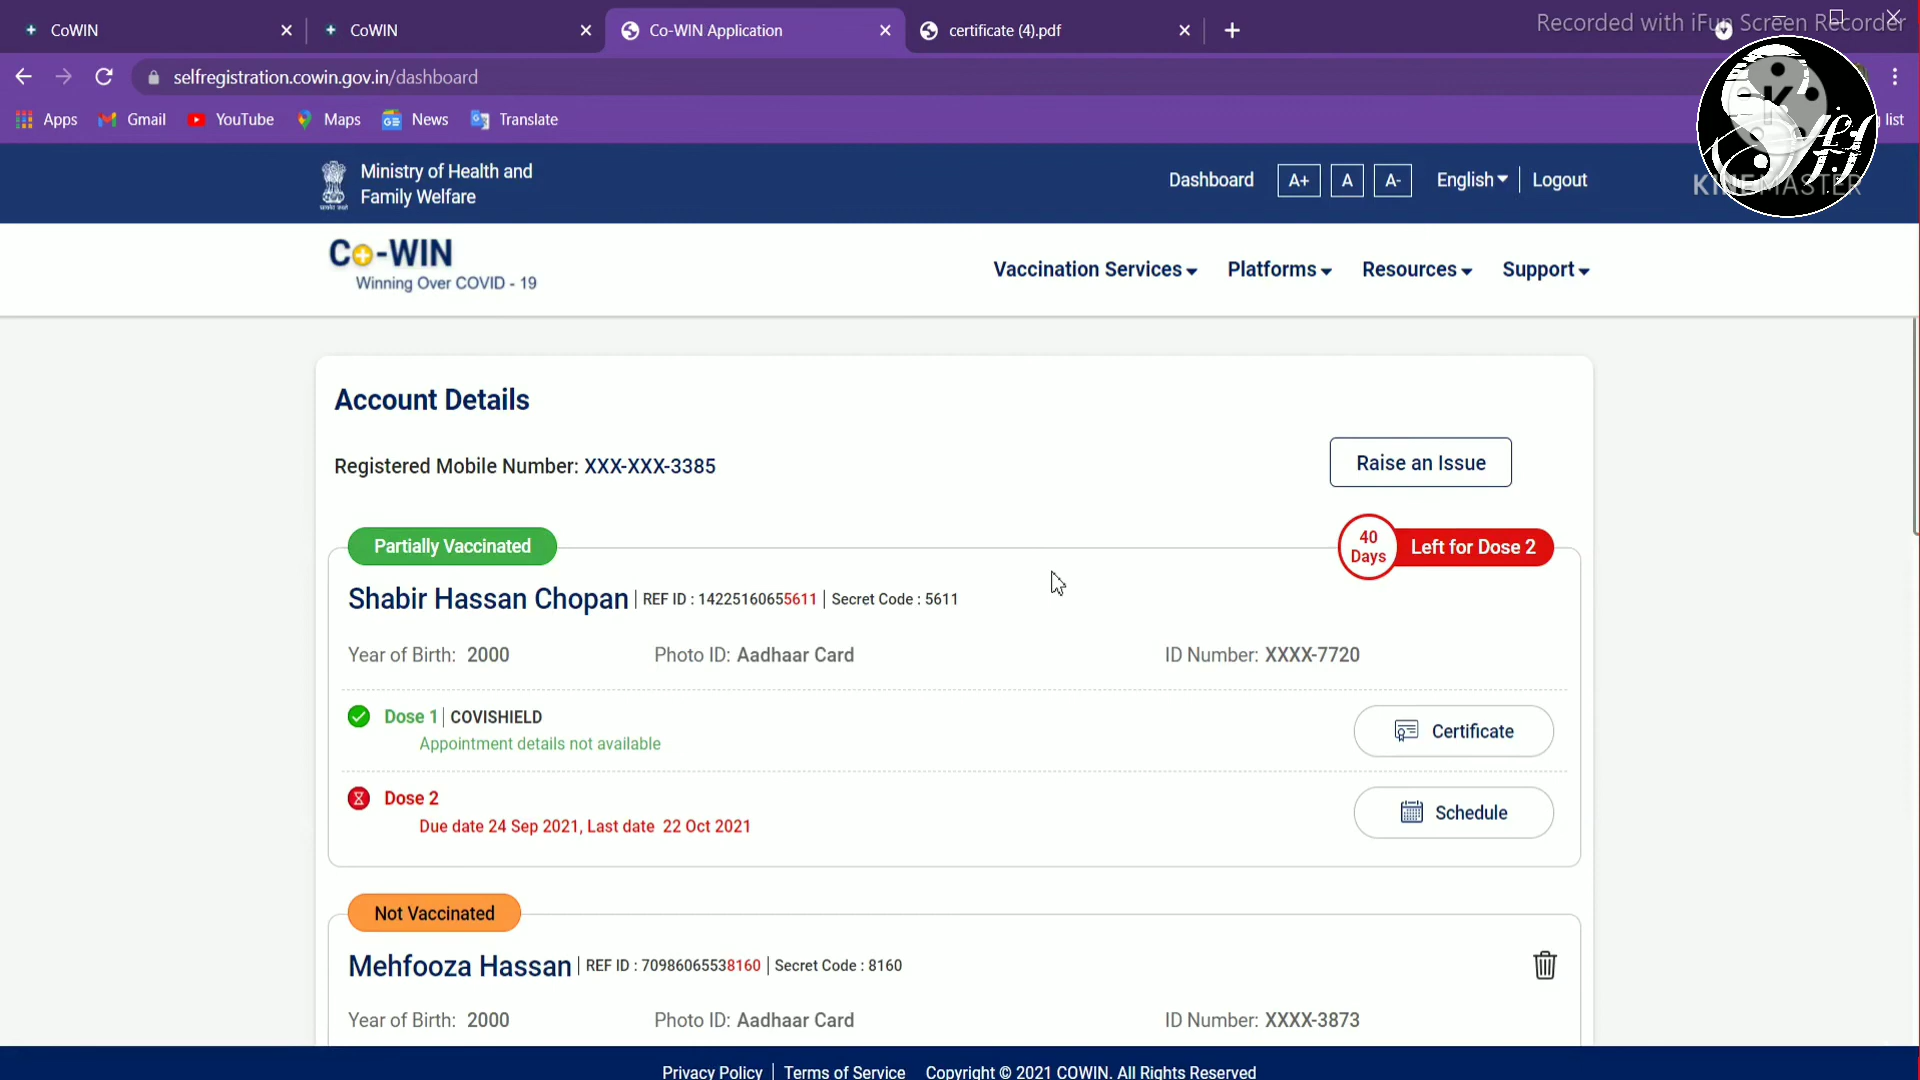 CoWIN
CoWIN
Co-WIN Application
certificate (4).pdf
Recorded with iFun Screen Recorder
selfregistration.cowin.gov.in/dashboard
Apps
Gmail
YouTube
Maps
News
Translate
list
KINEMASTER
Ministry of Health and
Family Welfare
Dashboard
A+
A
A-
English
Logout
Co-WIN
Winning Over COVID - 19
Vaccination Services
Platforms
Resources
Support
Account Details
Registered Mobile Number: XXX-XXX-3385
Raise an Issue
Partially Vaccinated
40
Days
Left for Dose 2
Shabir Hassan Chopan | REF ID : 14225160655611 | Secret Code : 5611
Year of Birth: 2000
Photo ID: Aadhaar Card
ID Number: XXXX-7720
Dose 1 | COVISHIELD
Appointment details not available
Certificate
Dose 2
Due date 24 Sep 2021, Last date 22 Oct 2021
Schedule
Not Vaccinated
Mehfooza Hassan | REF ID : 70986065538160 | Secret Code : 8160
Year of Birth: 2000
Photo ID: Aadhaar Card
ID Number: XXXX-3873
Privacy Policy | Terms of Service Copyright © 2021 COWIN. All Rights Reserved